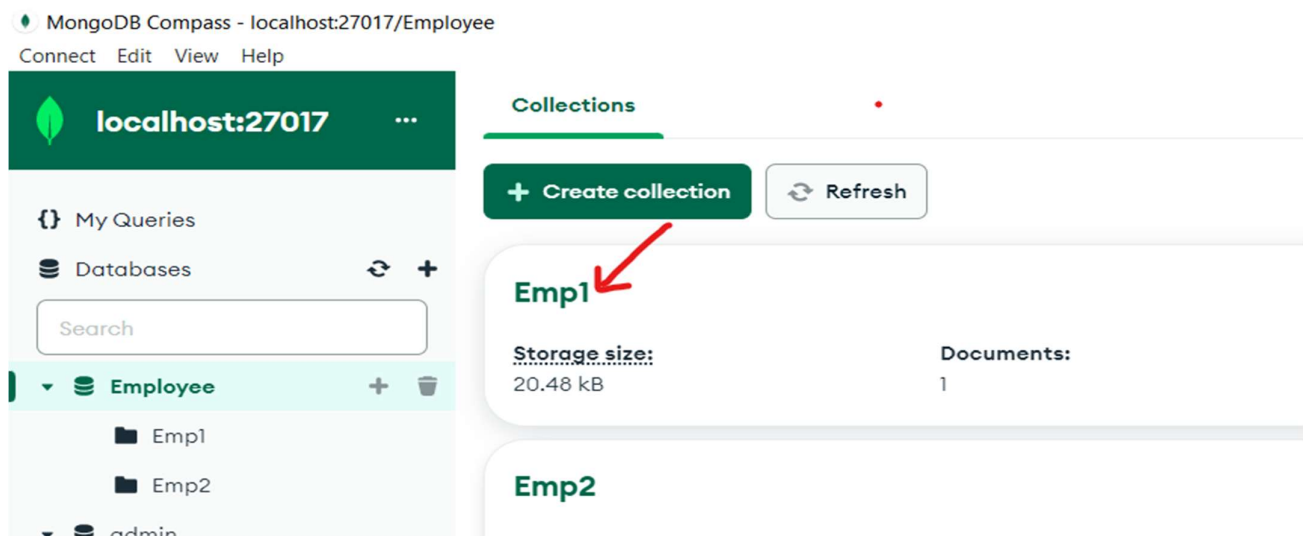 MongoDB Compass - localhost:27017/Employee
Connect Edit View Help
localhost:27017 ...
{} My Queries
Databases
Search
Employee
Emp1
Emp2
admin
Collections
Create collection
Refresh
Emp1
Storage size:
20.48 kB
Documents:
1
Emp2